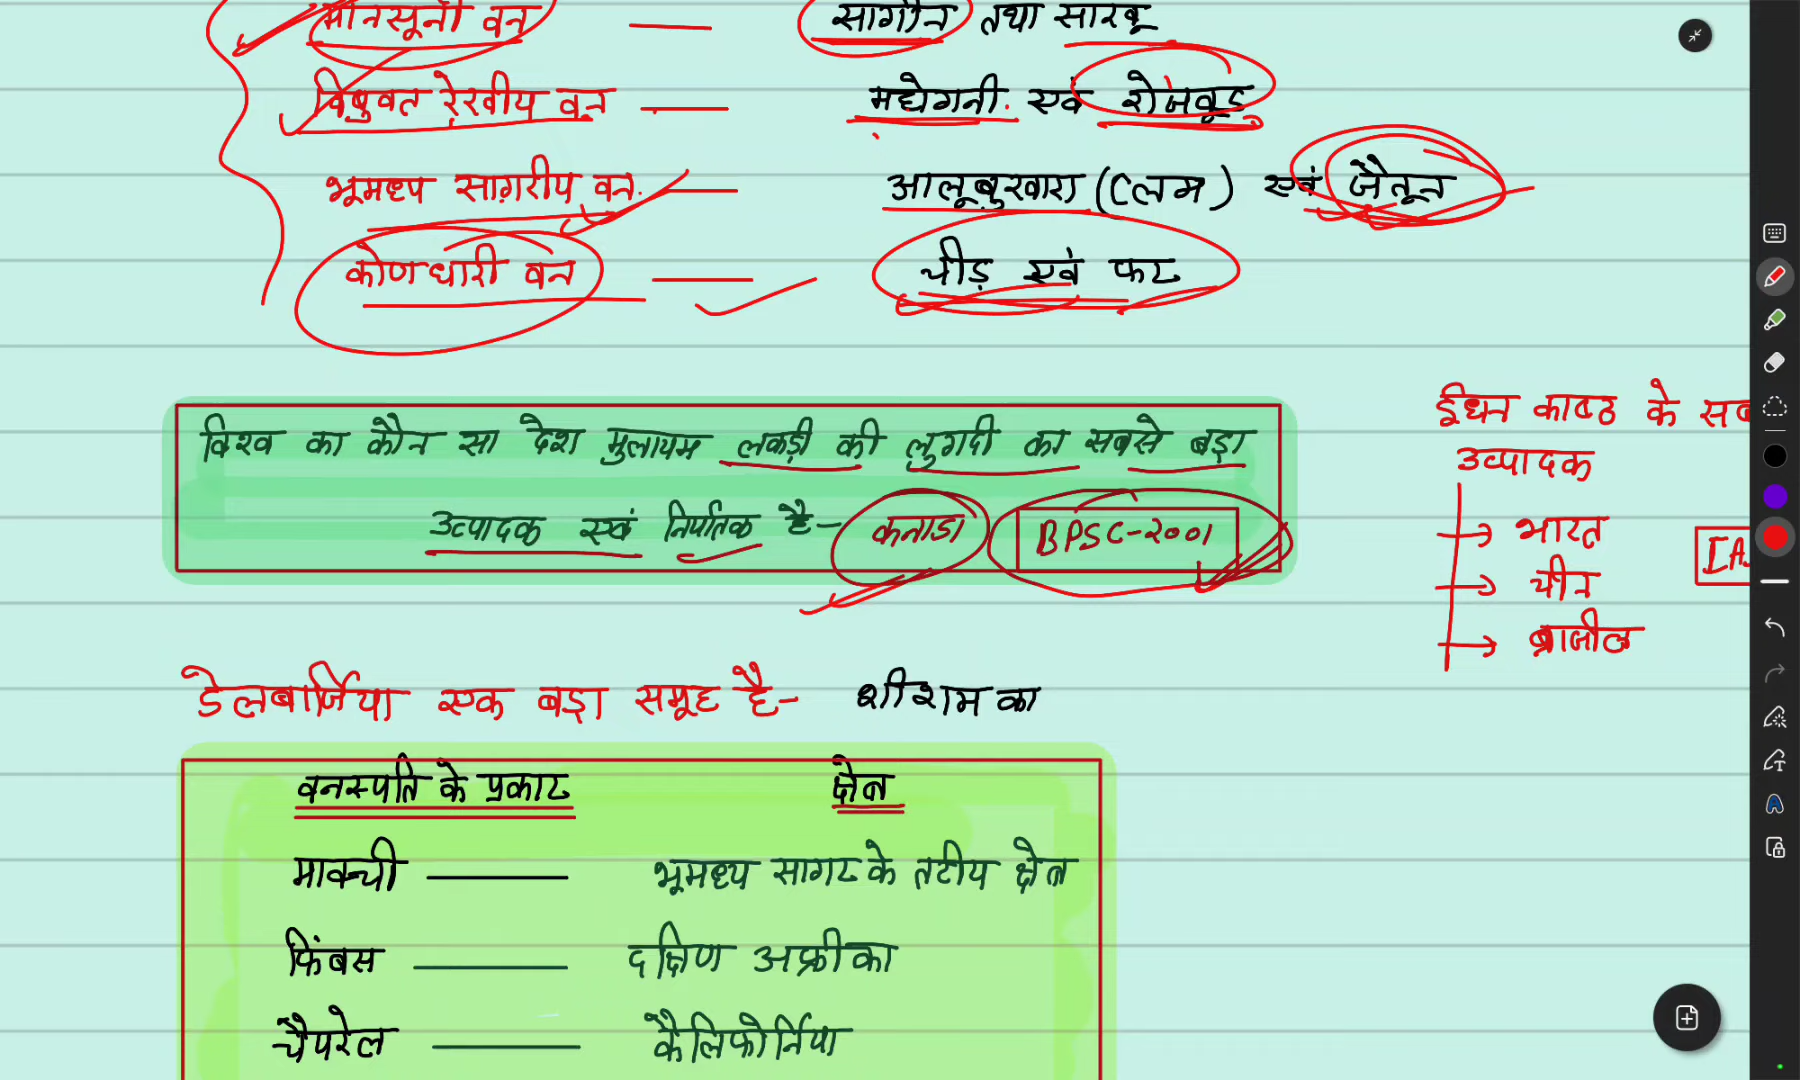 मानसूनी वन — सागौन तथा साखू
विषुवत रेखीय वन — महोगनी एवं रोजवुड
भूमध्य सागरीय वन — आलूबुखारा (प्लम) एवं जैतून
कोणधारी वन — चीड़ एवं फर
विश्व का कौन सा देश मुलायम लकड़ी की लुगदी का सबसे बड़ा
उत्पादक एवं निर्यातक है- कनाडा BPSC-2001
ईंधन काष्ठ के सब
उत्पादक
→ भारत
→ चीन
→ ब्राजील
[A
डेलबार्जिया एक बड़ा समूह है- शीशम का
वनस्पति के प्रकार क्षेत्र
माक्वी — भूमध्य सागर के तटीय क्षेत्र
फिंबस — दक्षिण अफ्रीका
चैपरेल — कैलिफोर्निया